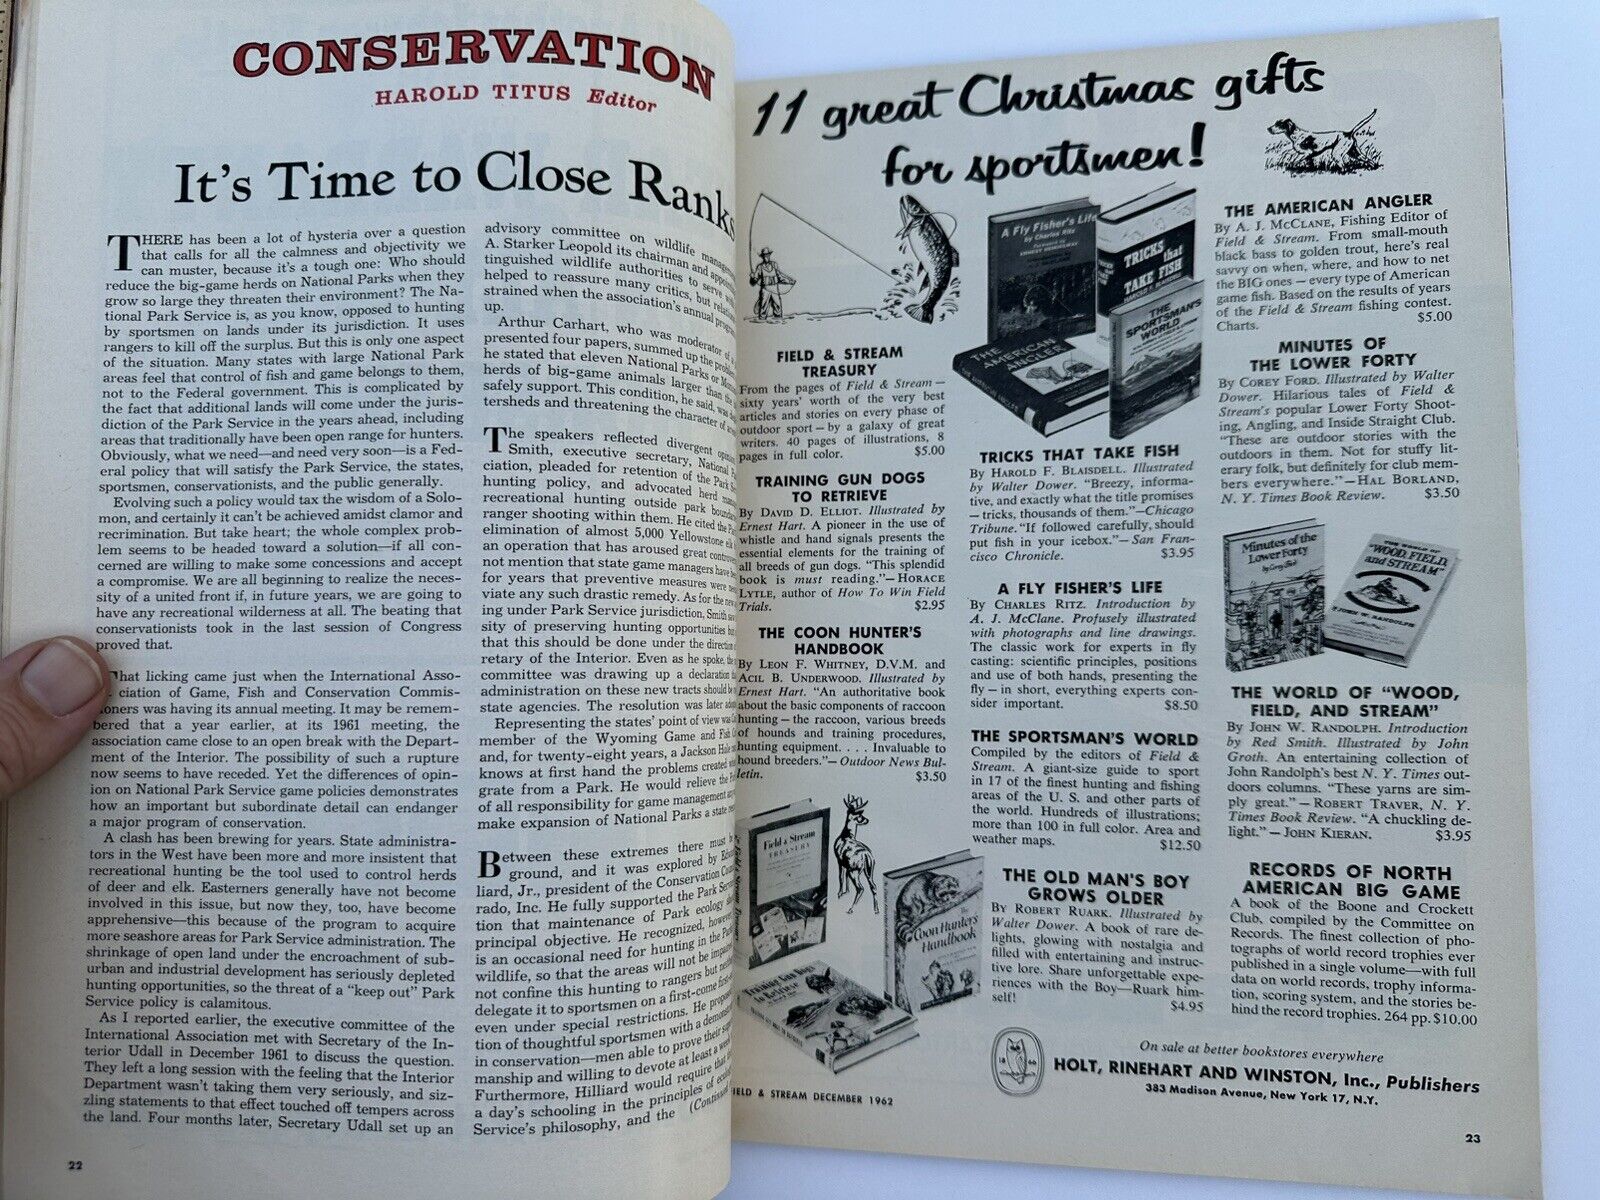 CONSERVATION
HAROLD TITUS Editor
It's Time to Close Ranks
THERE has been a lot of hysteria over a question
that calls for all the calmness and objectivity we
can muster, because it's a tough one: Who should
reduce the big-game herds on National Parks when they
grow so large they threaten their environment? The Na-
tional Park Service is, as you know, opposed to hunting
by sportsmen on lands under its jurisdiction. It uses
rangers to kill off the surplus. But this is only one aspect
of the situation. Many states with large National Park
areas feel that control of fish and game belongs to them,
not to the Federal government. This is complicated by
the fact that additional lands will come under the juris-
diction of the Park Service in the years ahead, including
areas that traditionally have been open range for hunters.
Obviously, what we need—and need very soon—is a Fed-
eral policy that will satisfy the Park Service, the states,
sportsmen, conservationists, and the public generally.
Evolving such a policy would tax the wisdom of a Solo-
mon, and certainly it can't be achieved amidst clamor and
recrimination. But take heart; the whole complex prob-
lem seems to be headed toward a solution—if all con-
cerned are willing to make some concessions and accept
a compromise. We are all beginning to realize the neces-
sity of a united front if, in future years, we are going to
have any recreational wilderness at all. The beating that
conservationists took in the last session of Congress
proved that.
That licking came just when the International Asso-
ciation of Game, Fish and Conservation Commis-
sioners was having its annual meeting. It may be remem-
bered that a year earlier, at its 1961 meeting, the
association came close to an open break with the Depart-
ment of the Interior. The possibility of such a rupture
now seems to have receded. Yet the differences of opin-
ion on National Park Service game policies demonstrates
how an important but subordinate detail can endanger
a major program of conservation.
A clash has been brewing for years. State administra-
tors in the West have been more and more insistent that
recreational hunting be the tool used to control herds
of deer and elk. Easterners generally have not become
involved in this issue, but now they, too, have become
apprehensive—this because of the program to acquire
more seashore areas for Park Service administration. The
shrinkage of open land under the encroachment of sub-
urban and industrial development has seriously depleted
hunting opportunities, so the threat of a "keep out" Park
Service policy is calamitous.
As I reported earlier, the executive committee of the
International Association met with Secretary of the In-
terior Udall in December 1961 to discuss the question.
They left a long session with the feeling that the Interior
Department wasn't taking them very seriously, and siz-
zling statements to that effect touched off tempers across
the land. Four months later, Secretary Udall set up an
advisory committee on wildlife
A. Starker Leopold its chairman and
tinguished wildlife authorities to serve
helped to reassure many critics, but
strained when the association's annual
up.
Arthur Carhart, who was moderator of
presented four papers, summed up the
he stated that eleven National Parks or
herds of big-game animals larger than the
safely support. This condition, he said, was
tersheds and threatening the character of
The speakers reflected divergent
Smith, executive secretary, National
ciation, pleaded for retention of the Park
hunting policy, and advocated herd
recreational hunting outside park
ranger shooting within them. He cited the
elimination of almost 5,000 Yellowstone
an operation that has aroused great
not mention that state game managers have
for years that preventive measures were
viate any such drastic remedy. As for the
ing under Park Service jurisdiction, Smith
sity of preserving hunting opportunities
that this should be done under the
retary of the Interior. Even as he spoke, the
committee was drawing up a declaration
administration on these new tracts should
state agencies. The resolution was later
Representing the states' point of view was
member of the Wyoming Game and Fish
and, for twenty-eight years, a Jackson Hole
knows at first hand the problems created
grate from a Park. He would relieve the
of all responsibility for game management
make expansion of National Parks a state
Between these extremes there must
ground, and it was explored by
liard, Jr., president of the Conservation
rado, Inc. He fully supported the Park
tion that maintenance of Park ecology
principal objective. He recognized,
is an occasional need for hunting in the
wildlife, so that the areas will not be
not confine this hunting to rangers but
delegate it to sportsmen on a first-come
even under special restrictions. He
tion of thoughtful sportsmen with a
in conservation—men able to prove their
manship and willing to devote at least a
Furthermore, Hilliard would require that
a day's schooling in the principles of
Service's philosophy, and the (Continued
22
11 great Christmas gifts
for sportsmen!
FIELD & STREAM
TREASURY
From the pages of Field & Stream—
sixty years' worth of the very best
articles and stories on every phase of
outdoor sport—by a galaxy of great
writers. 40 pages of illustrations, 8
pages in full color. $5.00
TRAINING GUN DOGS
TO RETRIEVE
By DAVID D. ELLIOT. Illustrated by
Ernest Hart. A pioneer in the use of
whistle and hand signals presents the
essential elements for the training of
all breeds of gun dogs. "This splendid
book is must reading."—HORACE
LYTLE, author of How To Win Field
Trials. $2.95
THE COON HUNTER'S
HANDBOOK
By LEON F. WHITNEY, D.V.M. and
ACIL B. UNDERWOOD. Illustrated by
Ernest Hart. "An authoritative book
about the basic components of raccoon
hunting—the raccoon, various breeds
of hounds and training procedures,
hunting equipment. . . . Invaluable to
hound breeders."—Outdoor News Bul-
letin. $3.50
Field & Stream
TREASURY
Training Gun Dogs
to Retrieve
The
Coon Hunter's
Handbook
A Fly Fisher's Life
by Charles Ritz
TRICKS that
TAKE FISH
THE
SPORTSMAN'S
WORLD
THE
AMERICAN
ANGLER
TRICKS THAT TAKE FISH
By HAROLD F. BLAISDELL. Illustrated
by Walter Dower. "Breezy, informa-
tive, and exactly what the title promises
—tricks, thousands of them."—Chicago
Tribune. "If followed carefully, should
put fish in your icebox."—San Fran-
cisco Chronicle. $3.95
A FLY FISHER'S LIFE
By CHARLES RITZ. Introduction by
A. J. McClane. Profusely illustrated
with photographs and line drawings.
The classic work for experts in fly
casting: scientific principles, positions
and use of both hands, presenting the
fly—in short, everything experts con-
sider important. $8.50
THE SPORTSMAN'S WORLD
Compiled by the editors of Field &
Stream. A giant-size guide to sport
in 17 of the finest hunting and fishing
areas of the U. S. and other parts of
the world. Hundreds of illustrations;
more than 100 in full color. Area and
weather maps. $12.50
THE OLD MAN'S BOY
GROWS OLDER
By ROBERT RUARK. Illustrated by
Walter Dower. A book of rare de-
lights, glowing with nostalgia and
filled with entertaining and instruc-
tive lore. Share unforgettable expe-
riences with the Boy—Ruark him-
self! $4.95
THE AMERICAN ANGLER
By A. J. MCCLANE, Fishing Editor of
Field & Stream. From small-mouth
black bass to golden trout, here's real
savvy on when, where, and how to net
the BIG ones—every type of American
game fish. Based on the results of years
of the Field & Stream fishing contest.
Charts. $5.00
MINUTES OF
THE LOWER FORTY
By COREY FORD. Illustrated by Walter
Dower. Hilarious tales of Field &
Stream's popular Lower Forty Shoot-
ing, Angling, and Inside Straight Club.
"These are outdoor stories with the
outdoors in them. Not for stuffy lit-
erary folk, but definitely for club mem-
bers everywhere."—HAL BORLAND,
N. Y. Times Book Review. $3.50
Minutes of the
Lower Forty
by Corey Ford
THE WORLD OF
"WOOD, FIELD,
and STREAM"
JOHN W. RANDOLPH
THE WORLD OF "WOOD,
FIELD, AND STREAM"
By JOHN W. RANDOLPH. Introduction
by Red Smith. Illustrated by John
Groth. An entertaining collection of
John Randolph's best N. Y. Times out-
doors columns. "These yarns are sim-
ply great."—ROBERT TRAVER, N. Y.
Times Book Review. "A chuckling de-
light."—JOHN KIERAN. $3.95
RECORDS OF NORTH
AMERICAN BIG GAME
A book of the Boone and Crockett
Club, compiled by the Committee on
Records. The finest collection of pho-
tographs of world record trophies ever
published in a single volume—with full
data on world records, trophy informa-
tion, scoring system, and the stories be-
hind the record trophies. 264 pp. $10.00
1866
On sale at better bookstores everywhere
HOLT, RINEHART AND WINSTON, Inc., Publishers
383 Madison Avenue, New York 17, N.Y.
FIELD & STREAM DECEMBER 1962
23